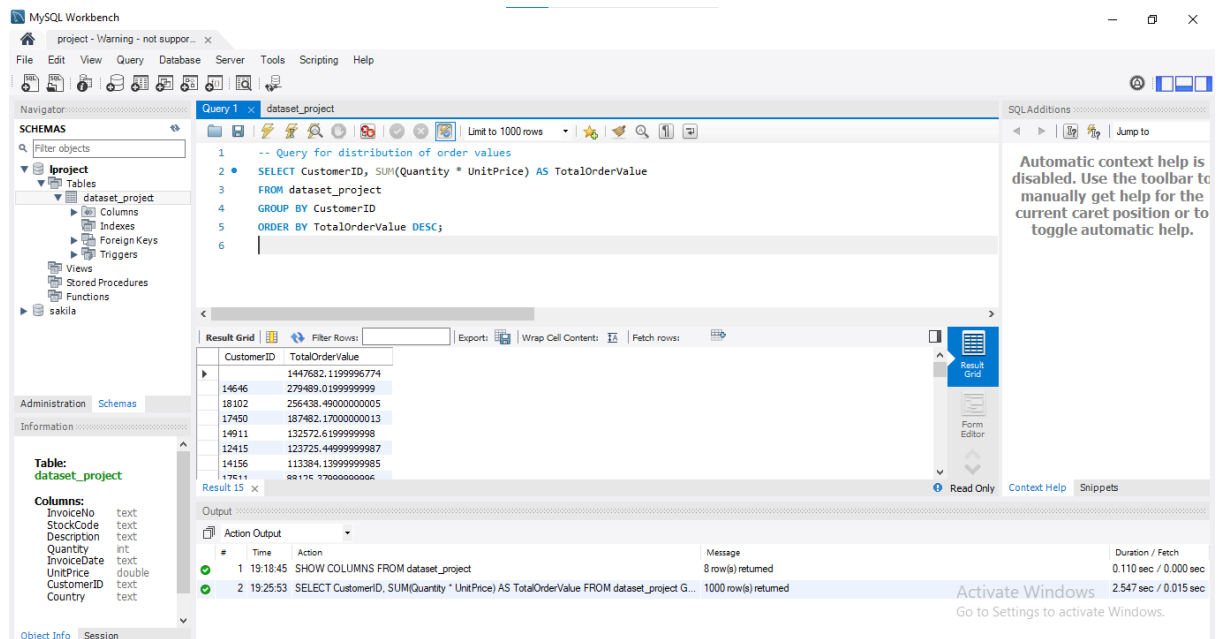 MySQL Workbench
project - Warning - not suppor... ×
File Edit View Query Database Server Tools Scripting Help
Navigator
SCHEMAS
Filter objects
lproject
Tables
dataset_project
Columns
Indexes
Foreign Keys
Triggers
Views
Stored Procedures
Functions
sakila
Administration Schemas
Information
Table:
dataset_project
Columns:
InvoiceNo text
StockCode text
Description text
Quantity int
InvoiceDate text
UnitPrice double
CustomerID text
Country text
Object Info Session
Query 1 × dataset_project
Limit to 1000 rows
1 -- Query for distribution of order values
2 SELECT CustomerID, SUM(Quantity * UnitPrice) AS TotalOrderValue
3 FROM dataset_project
4 GROUP BY CustomerID
5 ORDER BY TotalOrderValue DESC;
6
Result Grid Filter Rows: Export: Wrap Cell Content: Fetch rows:
CustomerID TotalOrderValue
1447682.1199996774
14646 279489.0199999999
18102 256438.49000000005
17450 187482.17000000013
14911 132572.6199999998
12415 123725.44999999987
14156 113384.13999999985
17511 88125.37999999996
Result Grid
Form Editor
Result 15 × Read Only
SQLAdditions
Jump to
Automatic context help is
disabled. Use the toolbar to
manually get help for the
current caret position or to
toggle automatic help.
Context Help Snippets
Output
Action Output
# Time Action Message Duration / Fetch
1 19:18:45 SHOW COLUMNS FROM dataset_project 8 row(s) returned 0.110 sec / 0.000 sec
2 19:25:53 SELECT CustomerID, SUM(Quantity * UnitPrice) AS TotalOrderValue FROM dataset_project G... 1000 row(s) returned 2.547 sec / 0.015 sec
Activate Windows
Go to Settings to activate Windows.